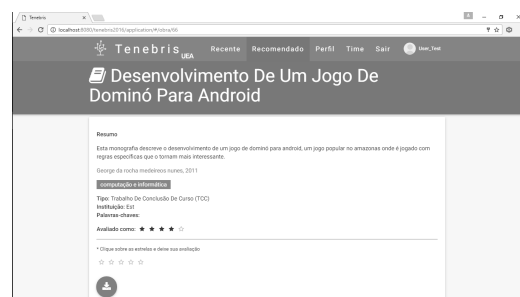 Tenebris
localhost:8080/tenebris2016/application/#/obra/66
Tenebris UEA Recente Recomendado Perfil Time Sair User_Test
Desenvolvimento De Um Jogo De
Dominó Para Android
Resumo
Esta monografia descreve o desenvolvimento de um jogo de dominó para android, um jogo popular no amazonas onde é jogado com
regras específicas que o tornam mais interessante.
George da rocha medeiros nunes, 2011
computação e informática
Tipo: Trabalho De Conclusão De Curso (TCC)
Instituição: Est
Palavras-chaves:
Avaliado como:
* Clique sobre as estrelas e deixe sua avaliação